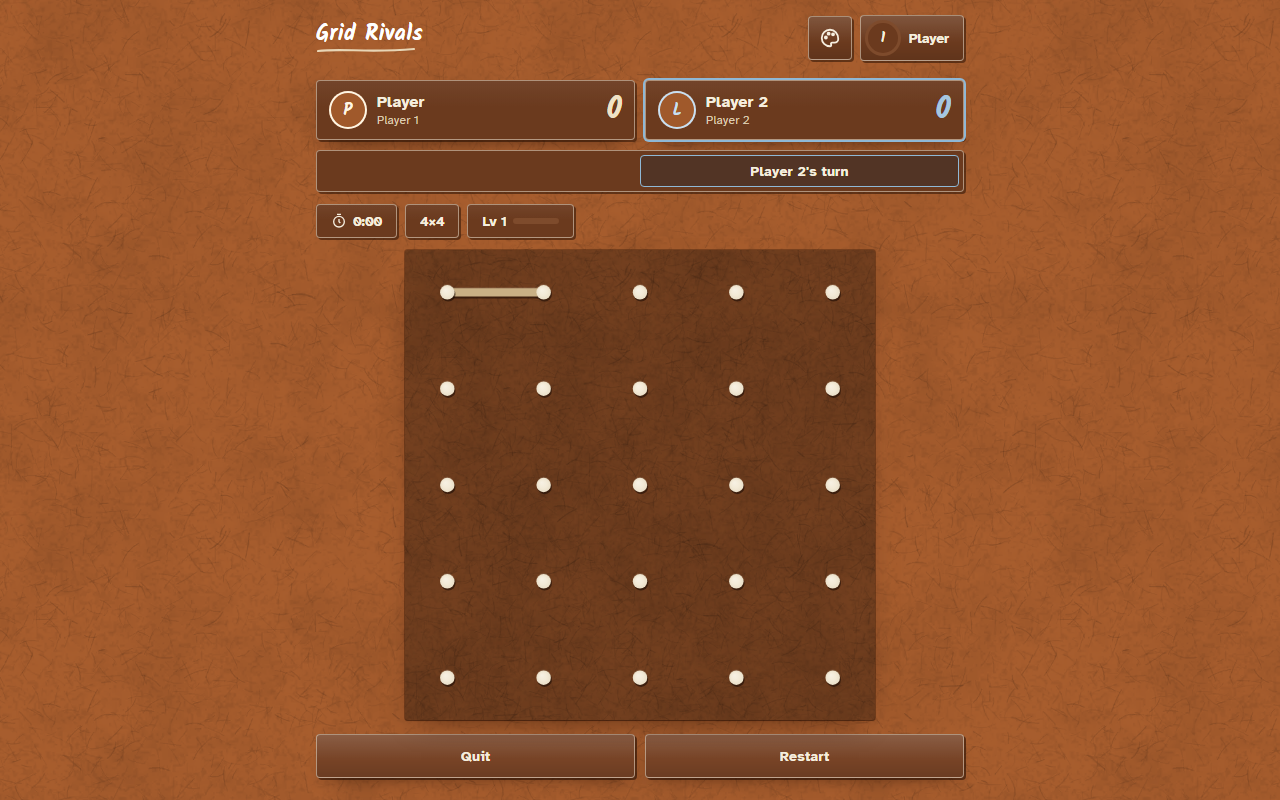 Grid Rivals
1 Player
P Player 0
Player 1
L Player 2 0
Player 2
Player 2's turn
0:00 4×4 Lv 1
Quit Restart